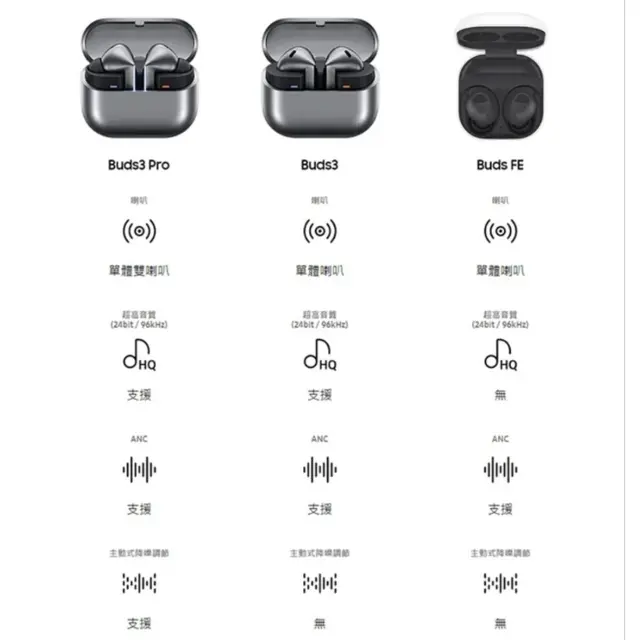 Buds3 Pro Buds3 Buds FE
喇叭 喇叭 喇叭
單體雙喇叭 單體喇叭 單體喇叭
超高音質 超高音質 超高音質
(24bit / 96kHz) (24bit / 96kHz) (24bit / 96kHz)
HQ HQ HQ
支援 支援 無
ANC ANC ANC
支援 支援 支援
主動式降噪調節 主動式降噪調節 主動式降噪調節
支援 無 無